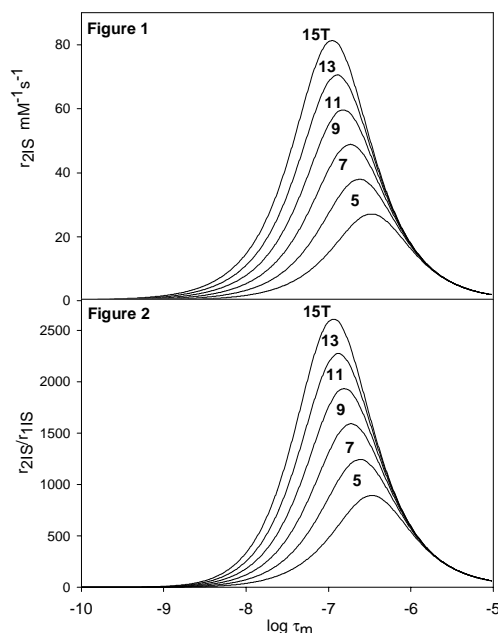 Figure 1
15T
13
11
9
7
5
80
60
40
20
0
r2IS mM⁻¹s⁻¹
Figure 2
15T
13
11
9
7
5
2500
2000
1500
1000
500
0
r2IS/r1IS
-10 -9 -8 -7 -6 -5
log τm